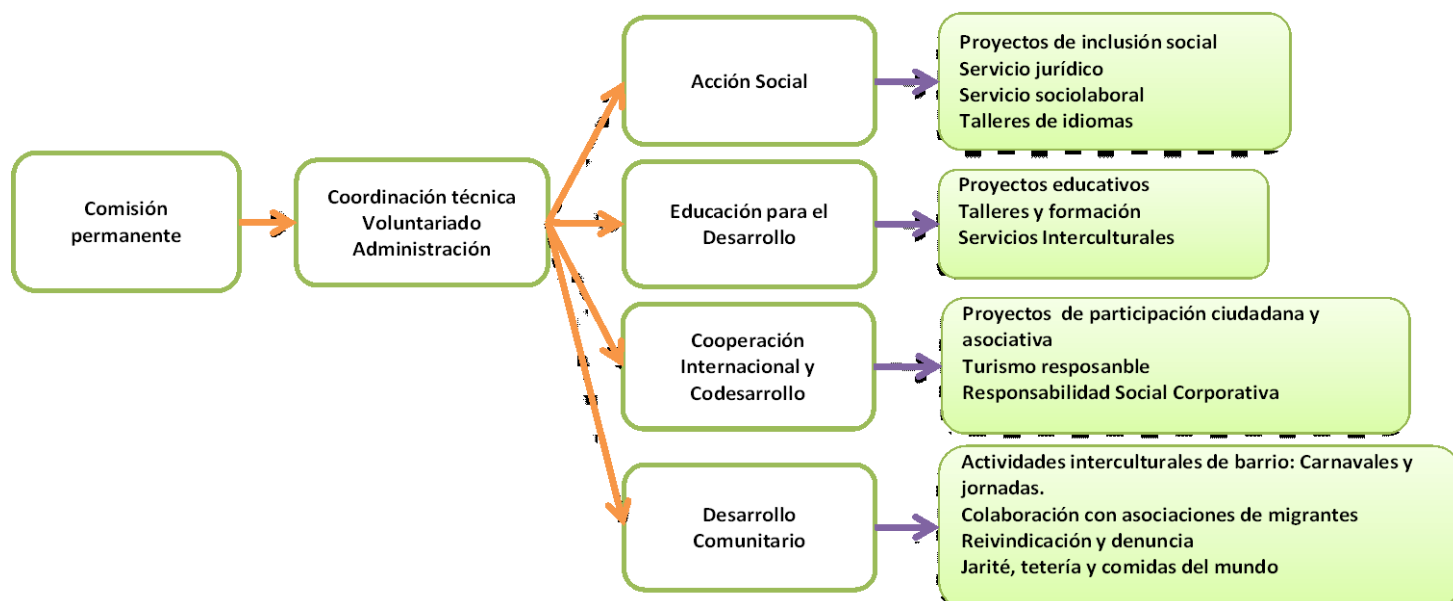 Comisión
permanente
Coordinación técnica
Voluntariado
Administración
Acción Social
Proyectos de inclusión social
Servicio jurídico
Servicio sociolaboral
Talleres de idiomas
Educación para el
Desarrollo
Proyectos educativos
Talleres y formación
Servicios Interculturales
Cooperación
Internacional y
Codesarrollo
Proyectos de participación ciudadana y
asociativa
Turismo resposanble
Responsabilidad Social Corporativa
Desarrollo
Comunitario
Actividades interculturales de barrio: Carnavales y
jornadas.
Colaboración con asociaciones de migrantes
Reivindicación y denuncia
Jarité, tetería y comidas del mundo